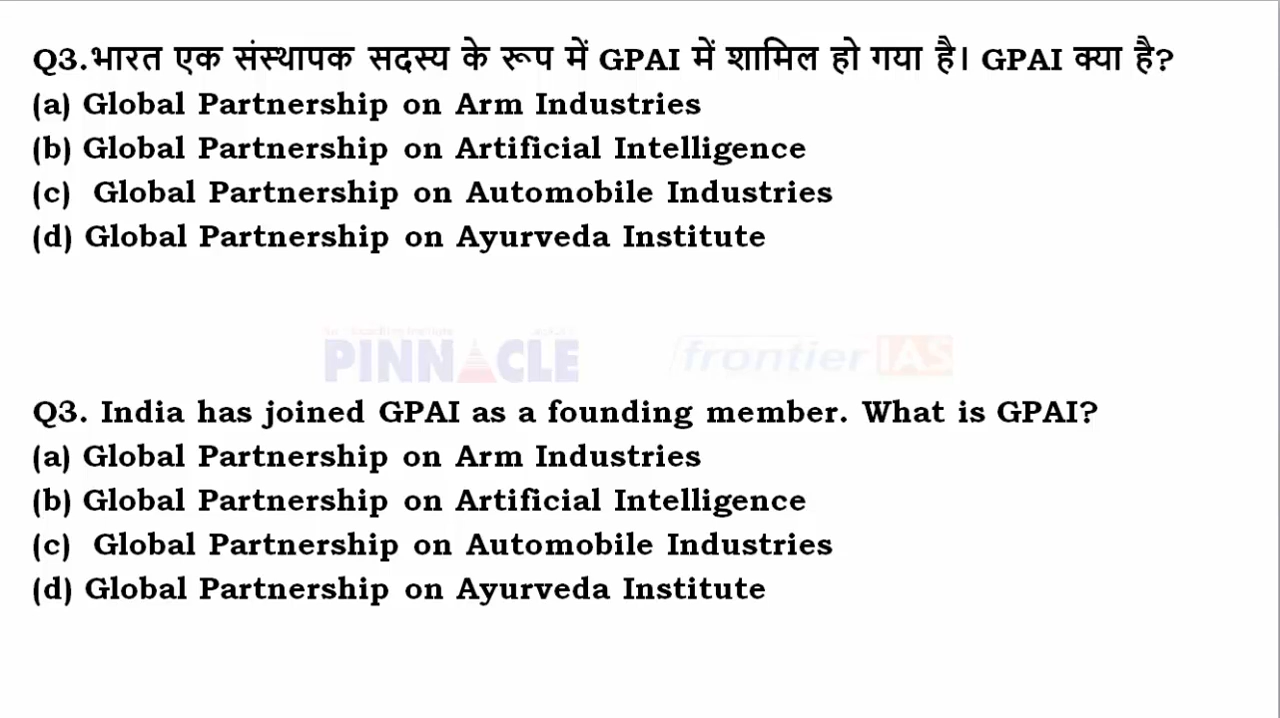 Q3.भारत एक संस्थापक सदस्य के रूप में GPAI में शामिल हो गया है। GPAI क्या है?
(a) Global Partnership on Arm Industries
(b) Global Partnership on Artificial Intelligence
(c) Global Partnership on Automobile Industries
(d) Global Partnership on Ayurveda Institute
PINNACLE frontier IAS
Q3. India has joined GPAI as a founding member. What is GPAI?
(a) Global Partnership on Arm Industries
(b) Global Partnership on Artificial Intelligence
(c) Global Partnership on Automobile Industries
(d) Global Partnership on Ayurveda Institute